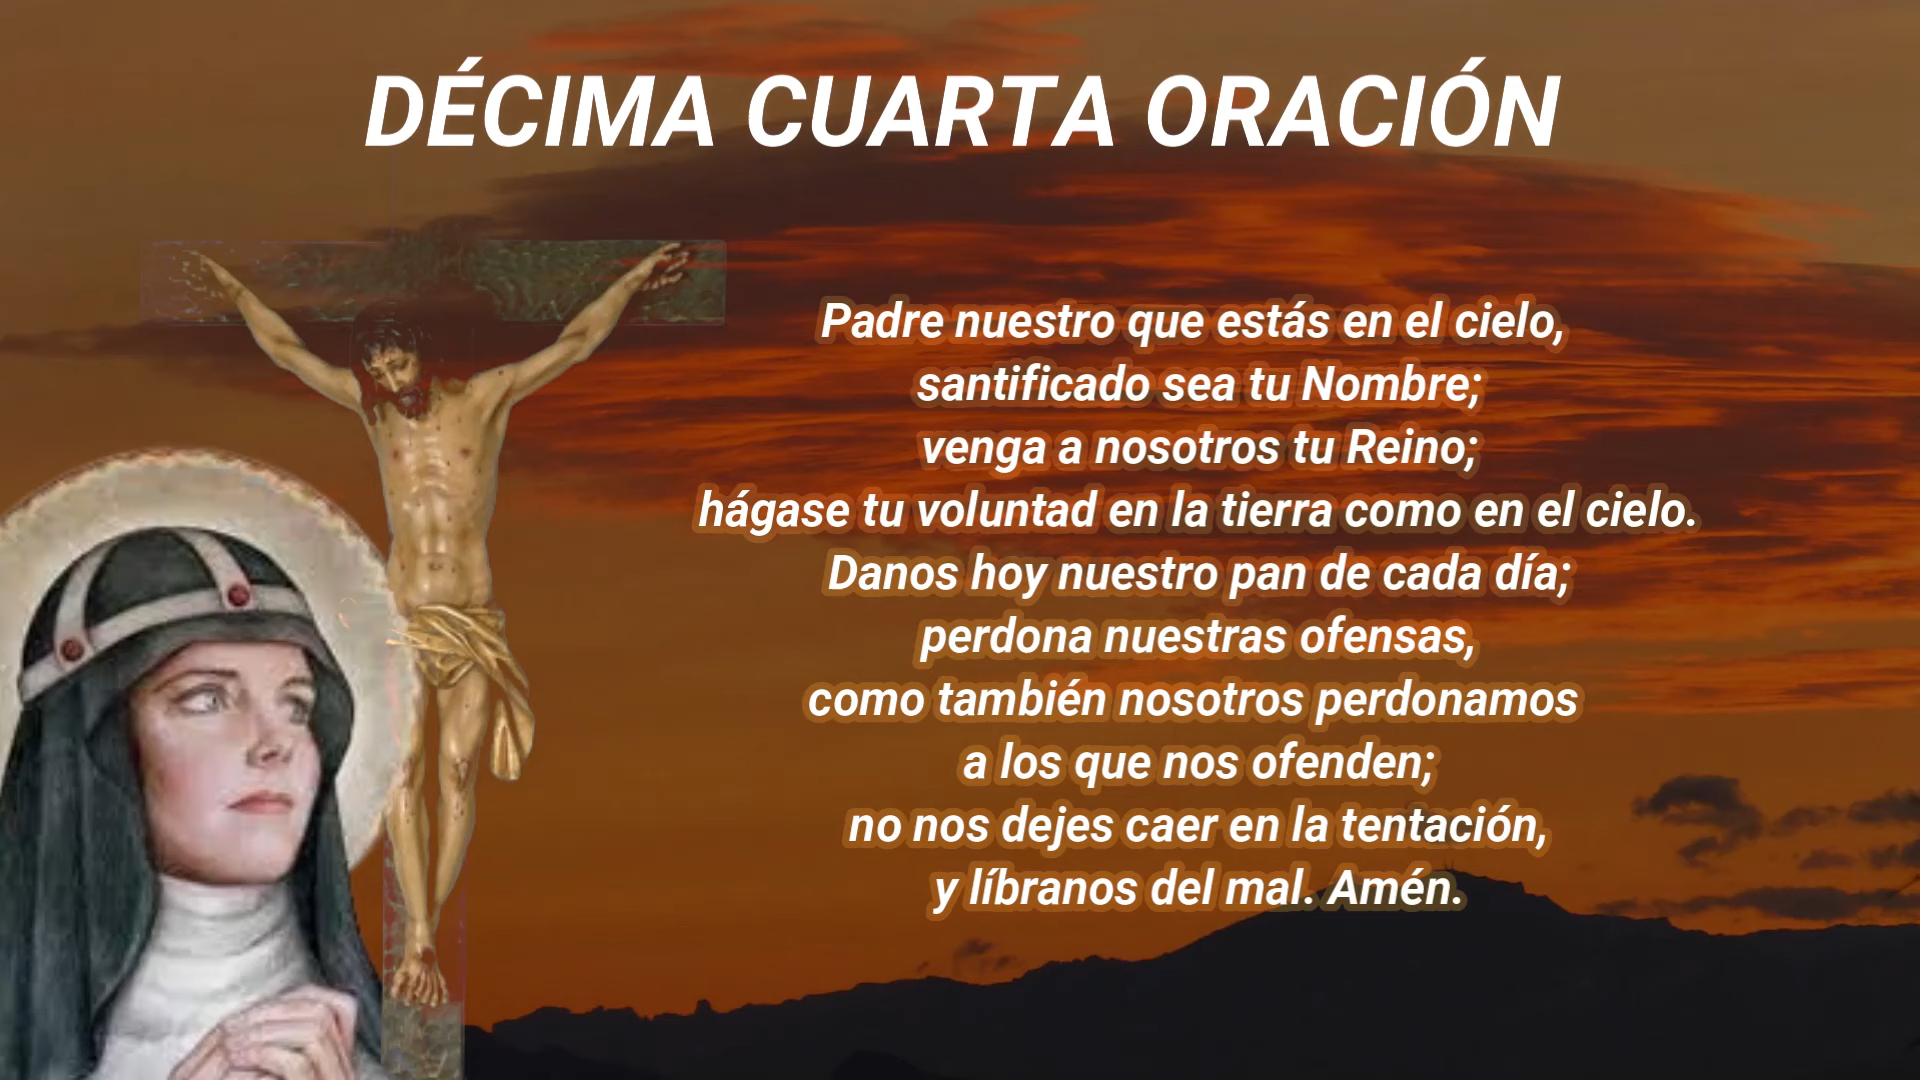 DÉCIMA CUARTA ORACIÓN
Padre nuestro que estás en el cielo,
santificado sea tu Nombre;
venga a nosotros tu Reino;
hágase tu voluntad en la tierra como en el cielo.
Danos hoy nuestro pan de cada día;
perdona nuestras ofensas,
como también nosotros perdonamos
a los que nos ofenden;
no nos dejes caer en la tentación,
y líbranos del mal. Amén.